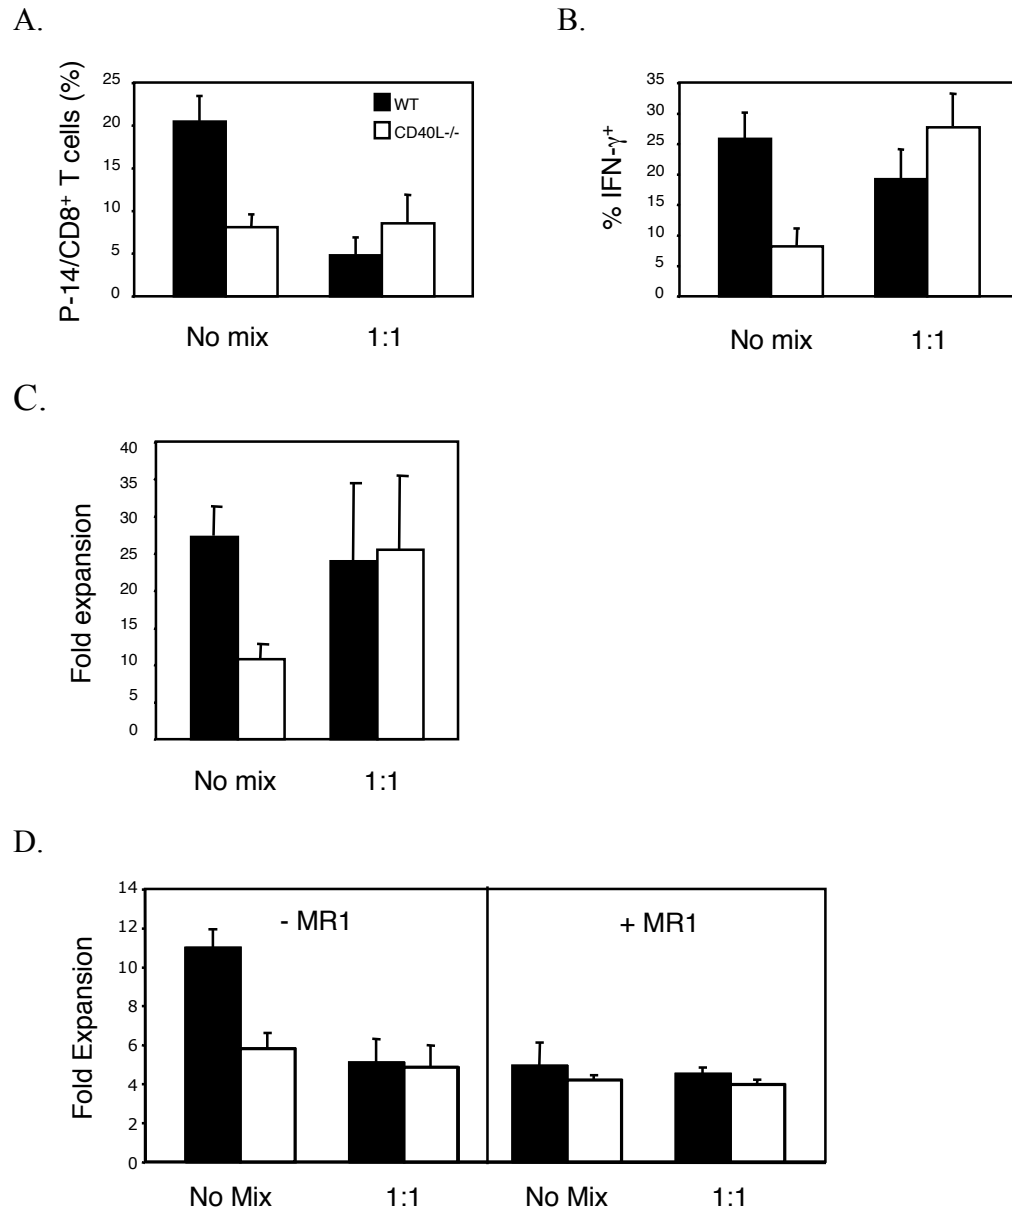 A.
P-14/CD8+ T cells (%)
25
20
15
10
5
0
WT
CD40L-/-
No mix
1:1
B.
% IFN-γ+
35
30
25
20
15
10
5
0
No mix
1:1
C.
Fold expansion
40
35
30
25
20
15
10
5
0
No mix
1:1
D.
Fold Expansion
14
12
10
8
6
4
2
0
- MR1
+ MR1
No Mix
1:1
No Mix
1:1